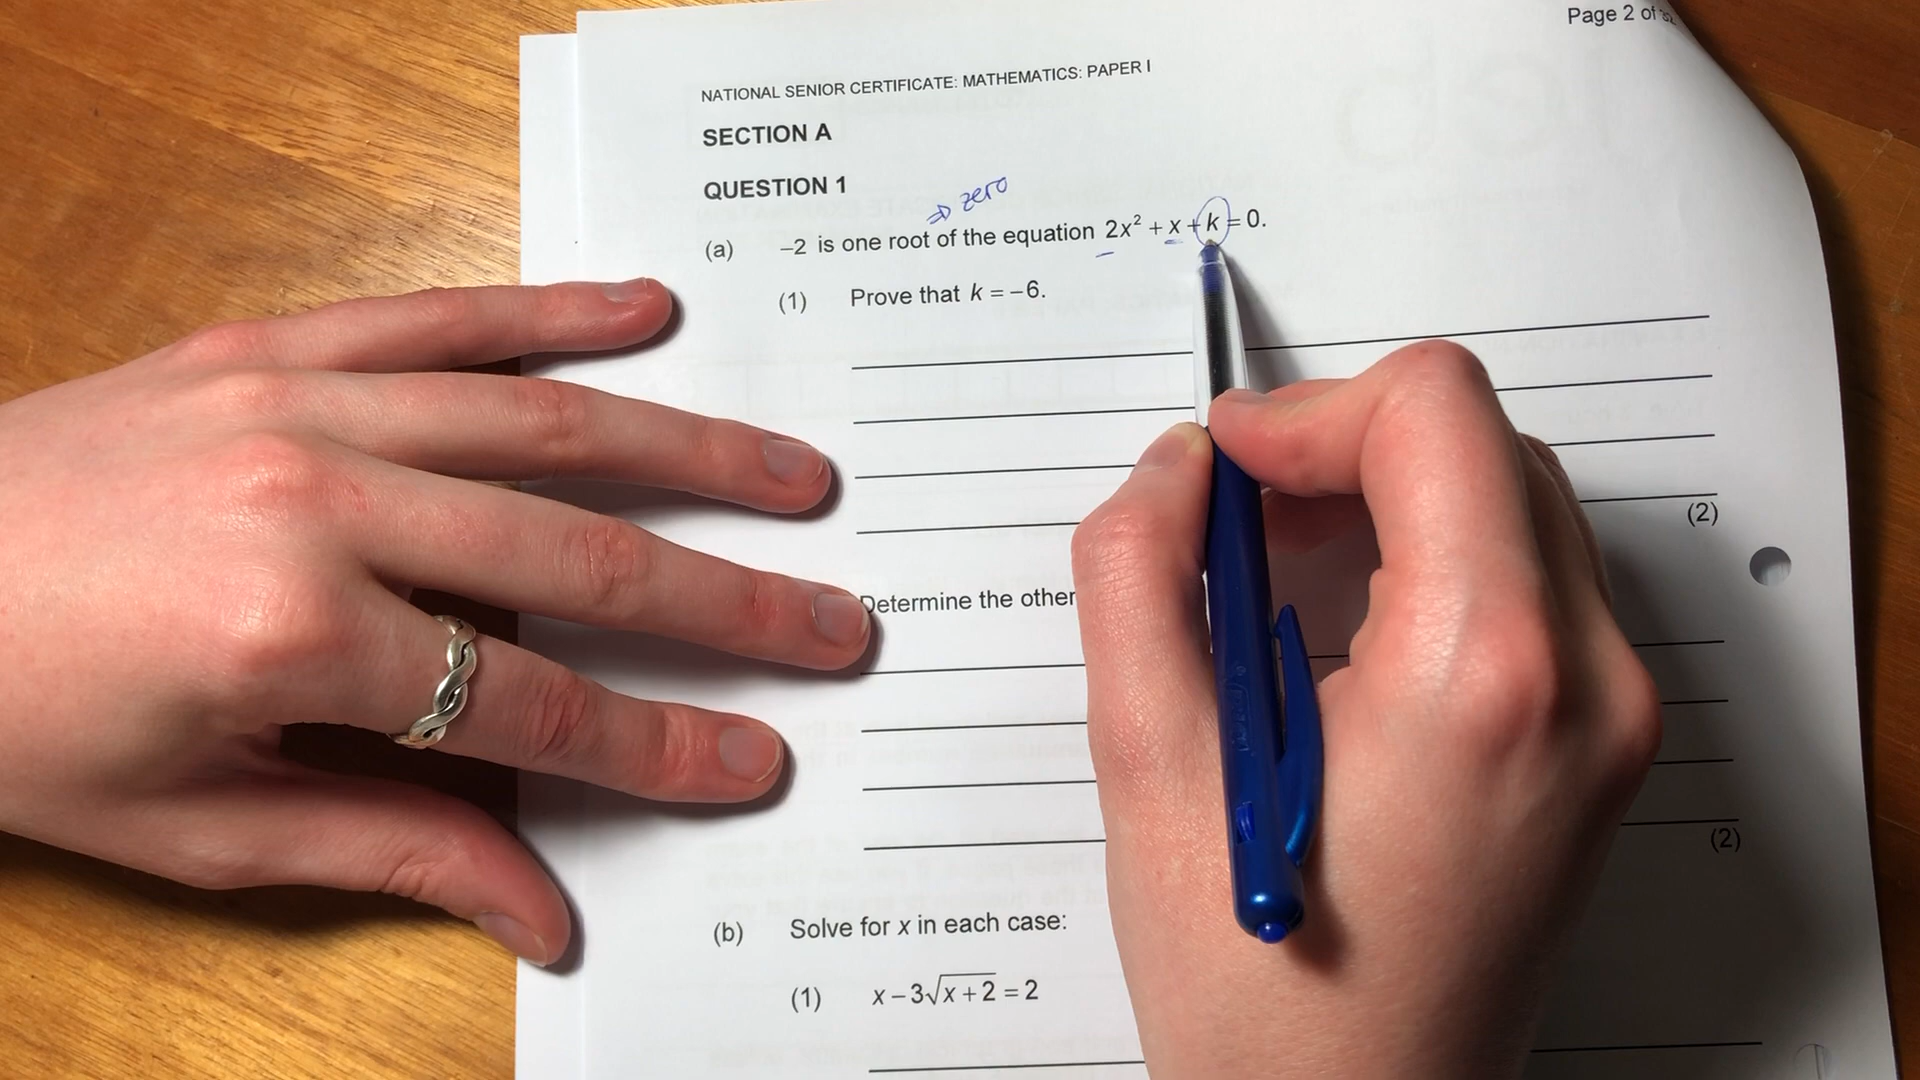 Page 2 of
NATIONAL SENIOR CERTIFICATE: MATHEMATICS: PAPER I
SECTION A
QUESTION 1
⇒ zero
(a) –2 is one root of the equation 2x² + x + k = 0.
(1) Prove that k = –6.
(2)
Determine the other
(2)
(b) Solve for x in each case:
(1) x – 3√x + 2 = 2